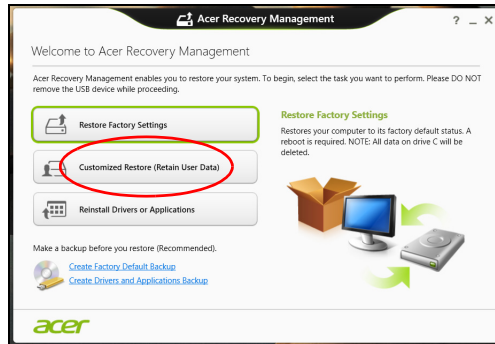 Acer Recovery Management
Welcome to Acer Recovery Management
Acer Recovery Management enables you to restore your system. To begin, select the task you want to perform. Please DO NOT
remove the USB device while proceeding.
Restore Factory Settings
Customized Restore (Retain User Data)
Reinstall Drivers or Applications
Restore Factory Settings
Restores your computer to its factory default status. A
reboot is required. NOTE: All data on drive C will be
deleted.
Make a backup before you restore (Recommended).
Create Factory Default Backup
Create Drivers and Applications Backup
acer